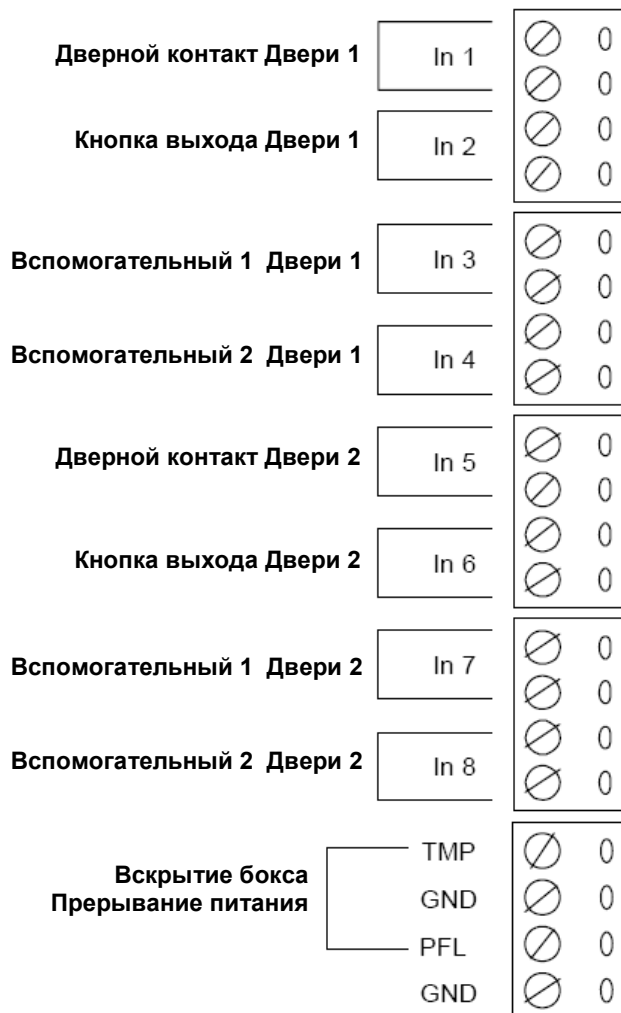 Дверной контакт Двери 1 In 1 0
0
Кнопка выхода Двери 1 In 2 0
0
Вспомогательный 1 Двери 1 In 3 0
0
Вспомогательный 2 Двери 1 In 4 0
0
Дверной контакт Двери 2 In 5 0
0
Кнопка выхода Двери 2 In 6 0
0
Вспомогательный 1 Двери 2 In 7 0
0
Вспомогательный 2 Двери 2 In 8 0
0
Вскрытие бокса TMP 0
Прерывание питания GND 0
PFL 0
GND 0